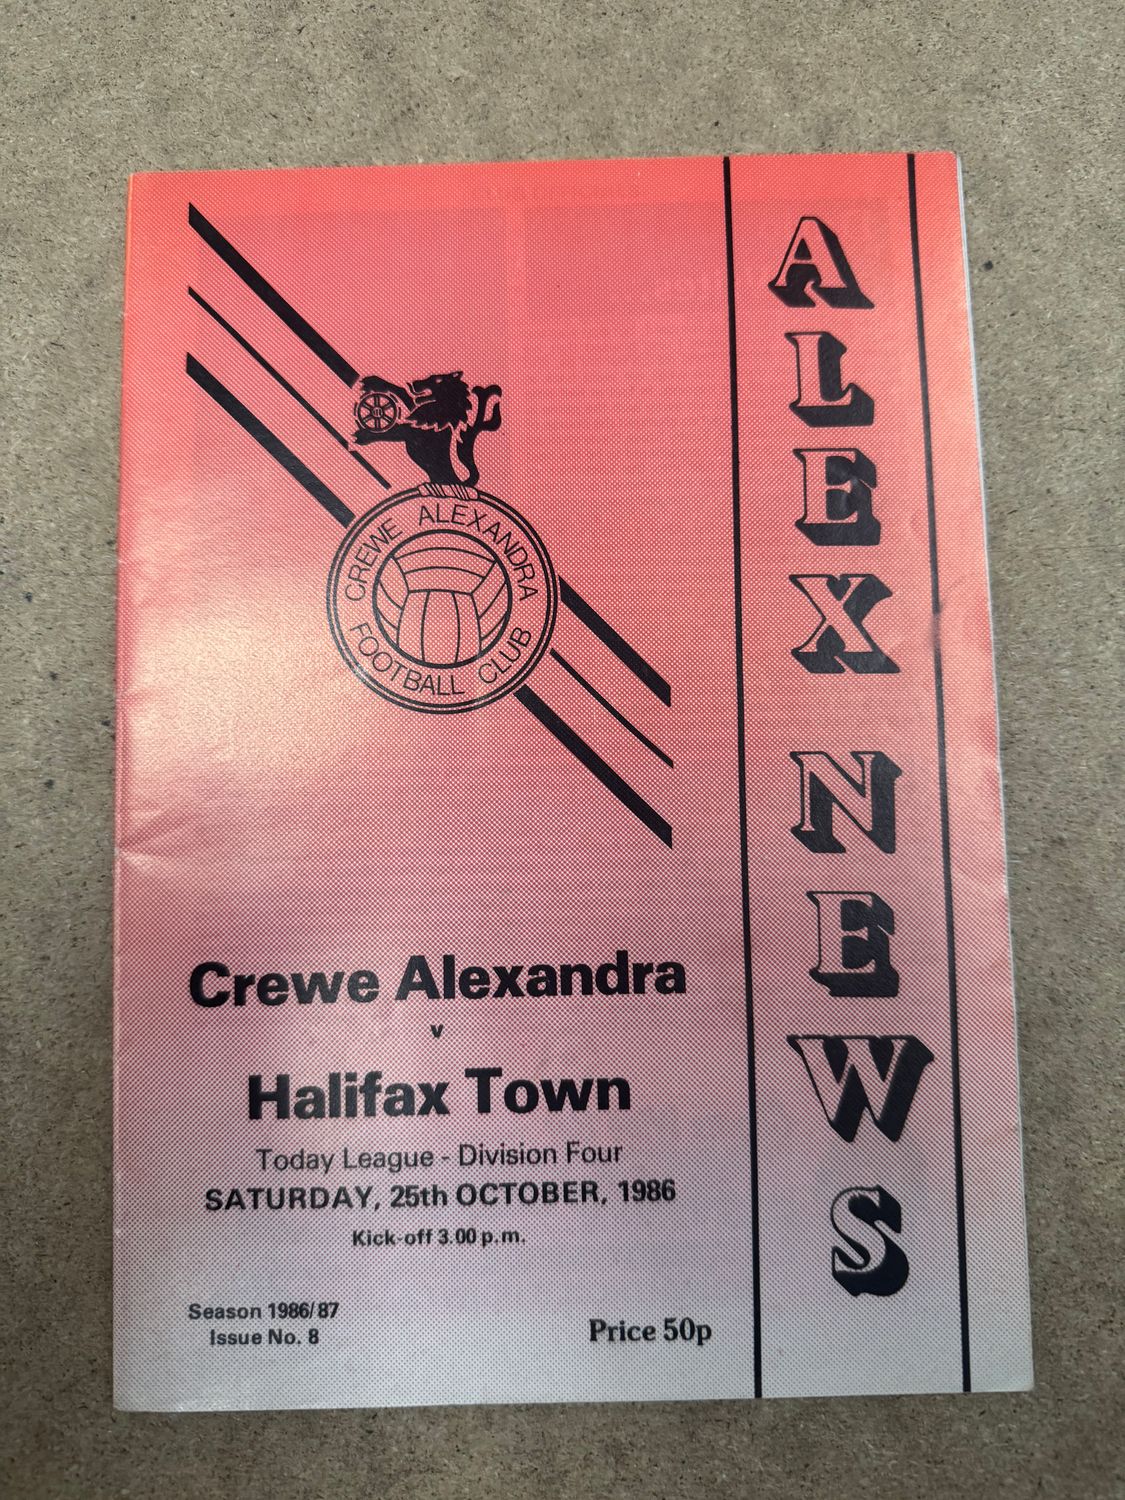 CREWE ALEXANDRA
FOOTBALL CLUB
Crewe Alexandra
v
Halifax Town
Today League - Division Four
SATURDAY, 25th OCTOBER, 1986
Kick-off 3.00 p.m.
Season 1986/87
Issue No. 8
Price 50p
ALEX NEWS